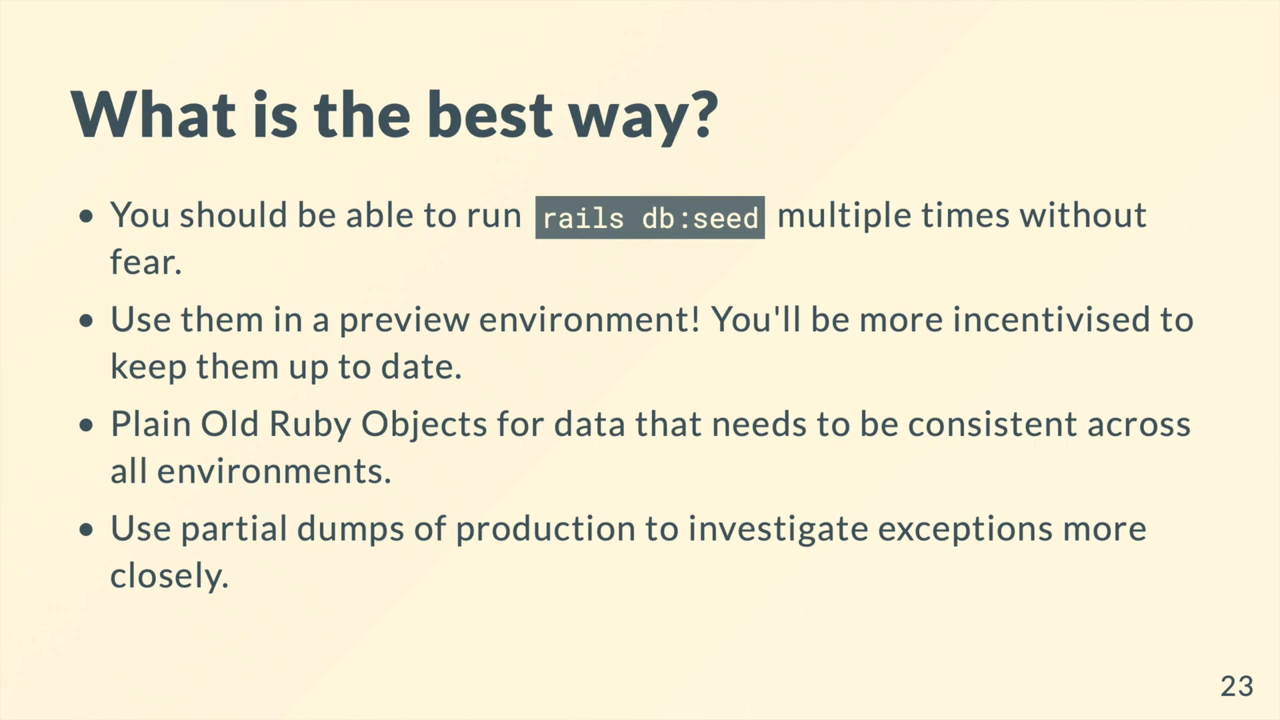 What is the best way?
• You should be able to run rails db:seed multiple times without
fear.
• Use them in a preview environment! You'll be more incentivised to
keep them up to date.
• Plain Old Ruby Objects for data that needs to be consistent across
all environments.
• Use partial dumps of production to investigate exceptions more
closely.
23